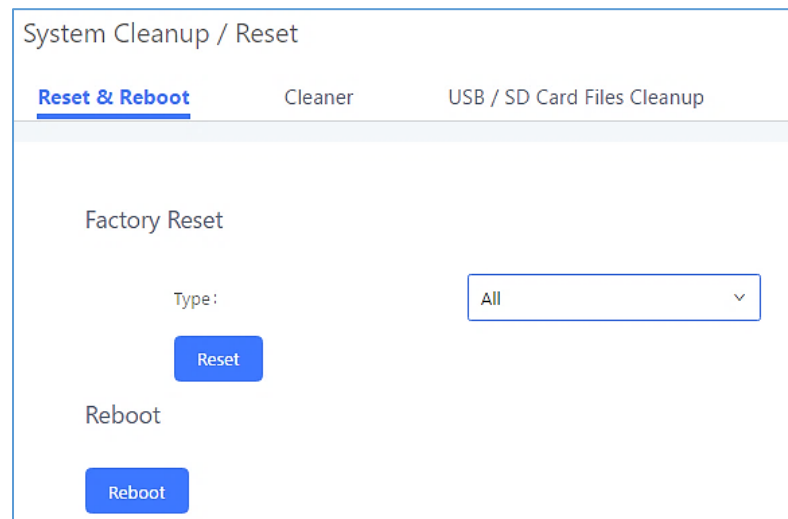 System Cleanup / Reset
Reset & Reboot Cleaner USB / SD Card Files Cleanup
Factory Reset
Type: All
Reset
Reboot
Reboot